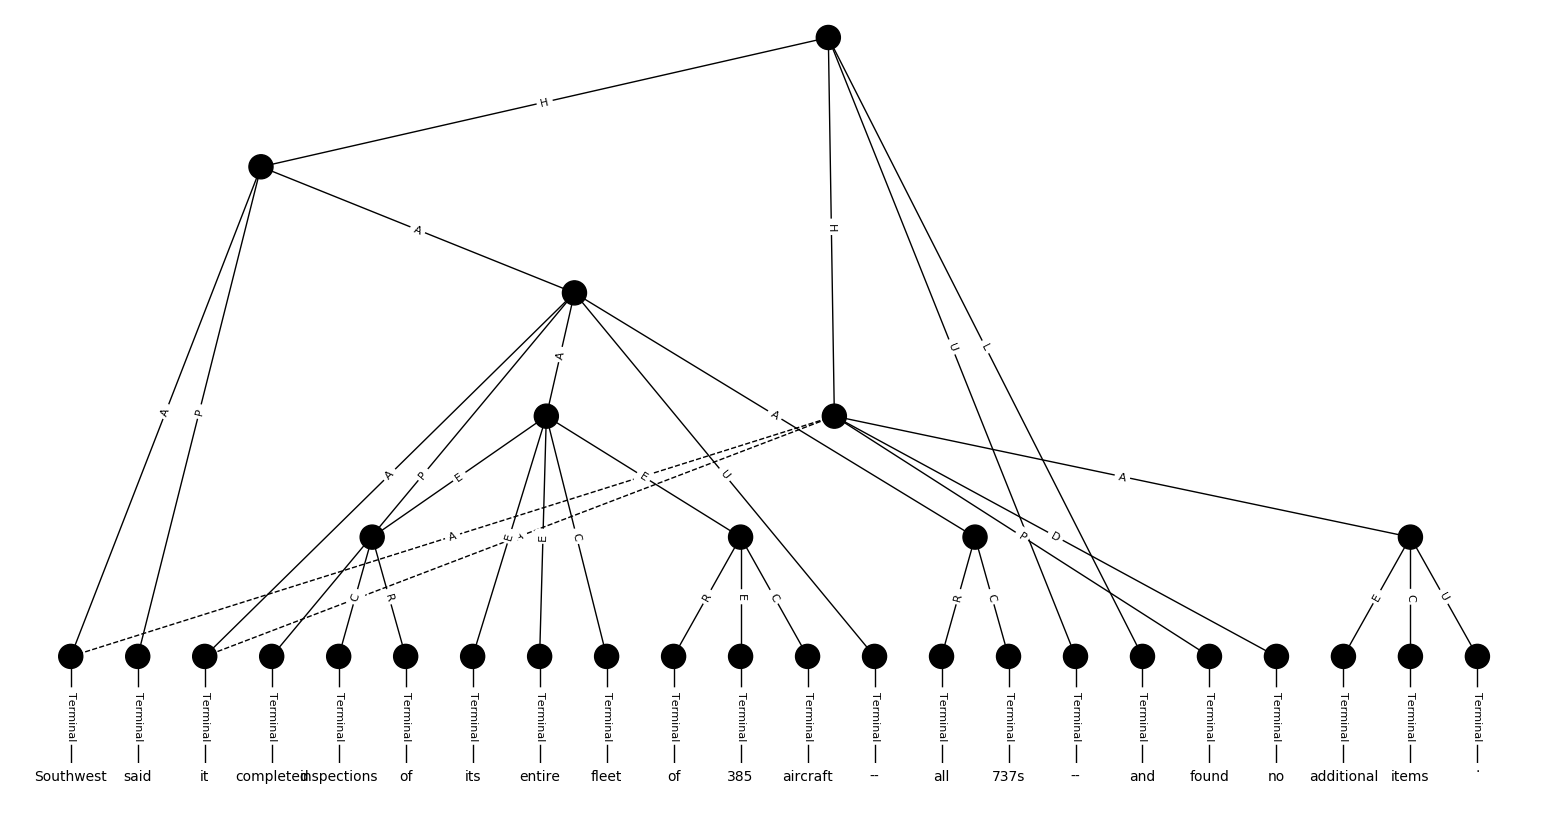 H
A
H
A
U
L
A
P
A
A
P
E
E
U
A
A
E
E
C
P
D
C
R
R
E
C
R
C
E
C
U
Terminal Terminal Terminal Terminal Terminal Terminal Terminal Terminal Terminal Terminal Terminal Terminal Terminal Terminal Terminal Terminal Terminal Terminal Terminal Terminal Terminal Terminal
Southwest said it completed inspections of its entire fleet of 385 aircraft -- all 737s -- and found no additional items .